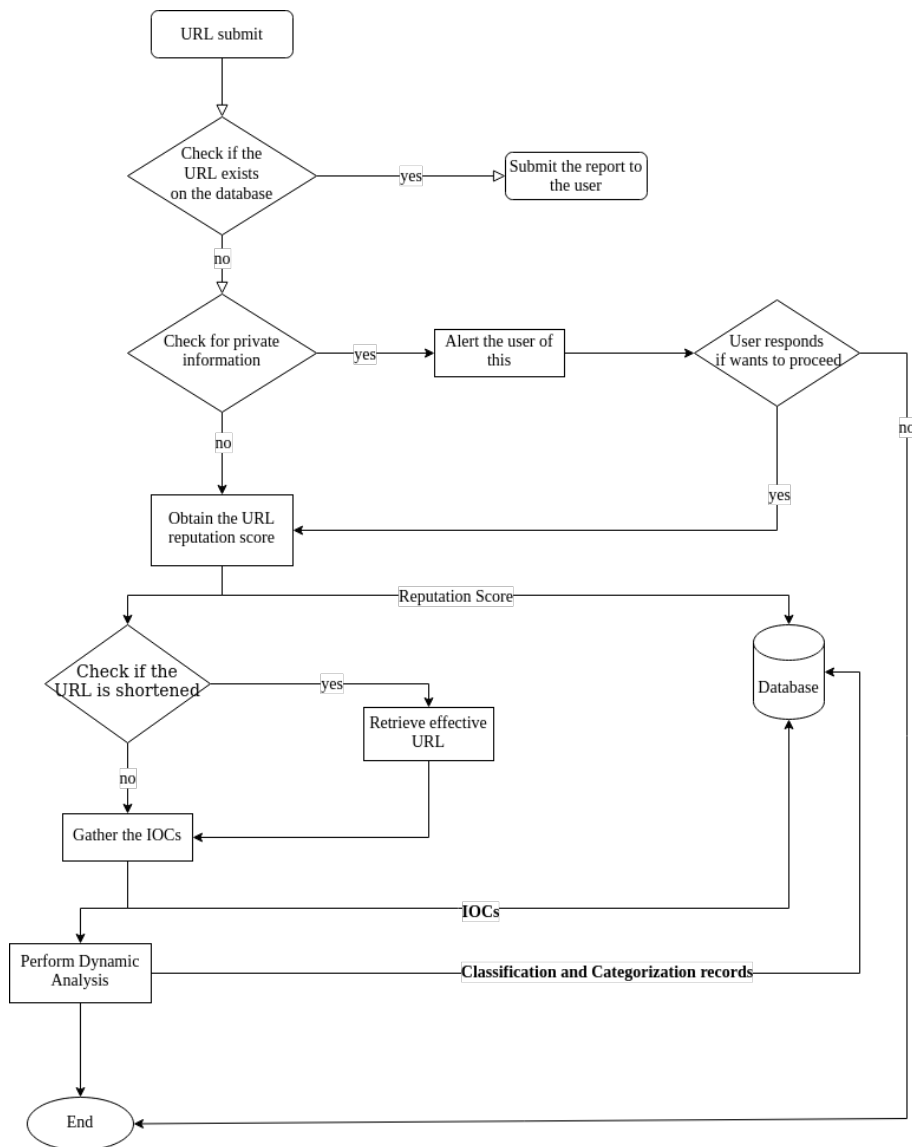 URL submit
Check if the
URL exists
on the database
yes
Submit the report to
the user
no
Check for private
information
yes
Alert the user of
this
User responds
if wants to proceed
no
no
yes
Obtain the URL
reputation score
Reputation Score
Check if the
URL is shortened
yes
Database
Retrieve effective
URL
no
Gather the IOCs
IOCs
Perform Dynamic
Analysis
Classification and Categorization records
End